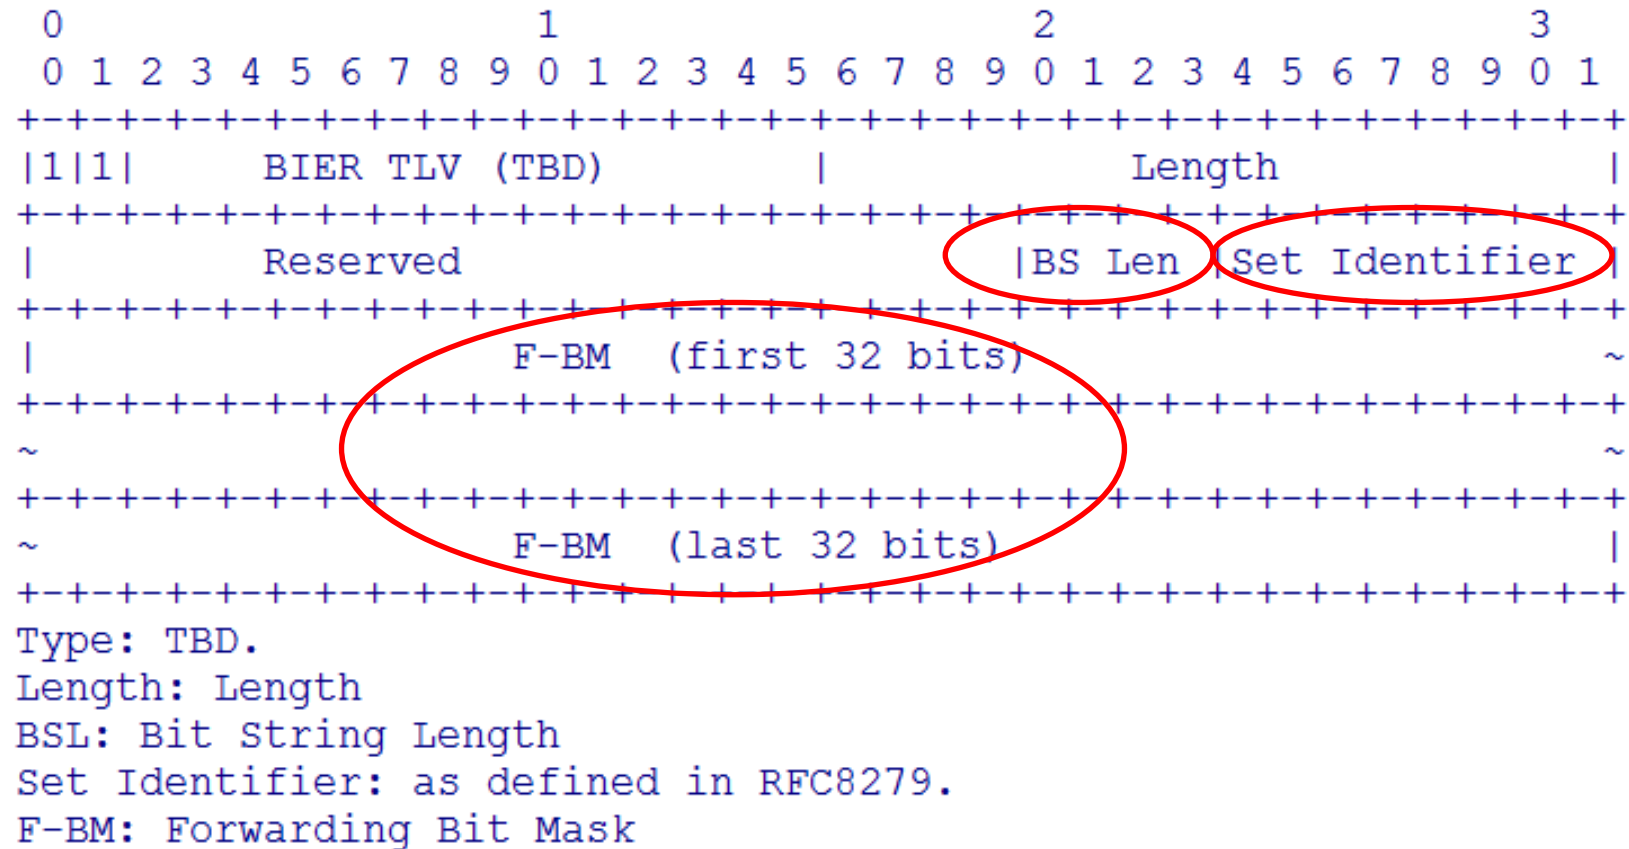 0                   1                   2                   3
 0 1 2 3 4 5 6 7 8 9 0 1 2 3 4 5 6 7 8 9 0 1 2 3 4 5 6 7 8 9 0 1
+-+-+-+-+-+-+-+-+-+-+-+-+-+-+-+-+-+-+-+-+-+-+-+-+-+-+-+-+-+-+-+-+
|1|1|     BIER TLV (TBD)        |            Length             |
+-+-+-+-+-+-+-+-+-+-+-+-+-+-+-+-+-+-+-+-+-+-+-+-+-+-+-+-+-+-+-+-+
|         Reserved                      |BS Len |Set Identifier |
+-+-+-+-+-+-+-+-+-+-+-+-+-+-+-+-+-+-+-+-+-+-+-+-+-+-+-+-+-+-+-+-+
|                   F-BM  (first 32 bits)                       ~
+-+-+-+-+-+-+-+-+-+-+-+-+-+-+-+-+-+-+-+-+-+-+-+-+-+-+-+-+-+-+-+-+
~                                                               ~
+-+-+-+-+-+-+-+-+-+-+-+-+-+-+-+-+-+-+-+-+-+-+-+-+-+-+-+-+-+-+-+-+
~                   F-BM  (last 32 bits)                        |
+-+-+-+-+-+-+-+-+-+-+-+-+-+-+-+-+-+-+-+-+-+-+-+-+-+-+-+-+-+-+-+-+
Type: TBD.
Length: Length
BSL: Bit String Length
Set Identifier: as defined in RFC8279.
F-BM: Forwarding Bit Mask